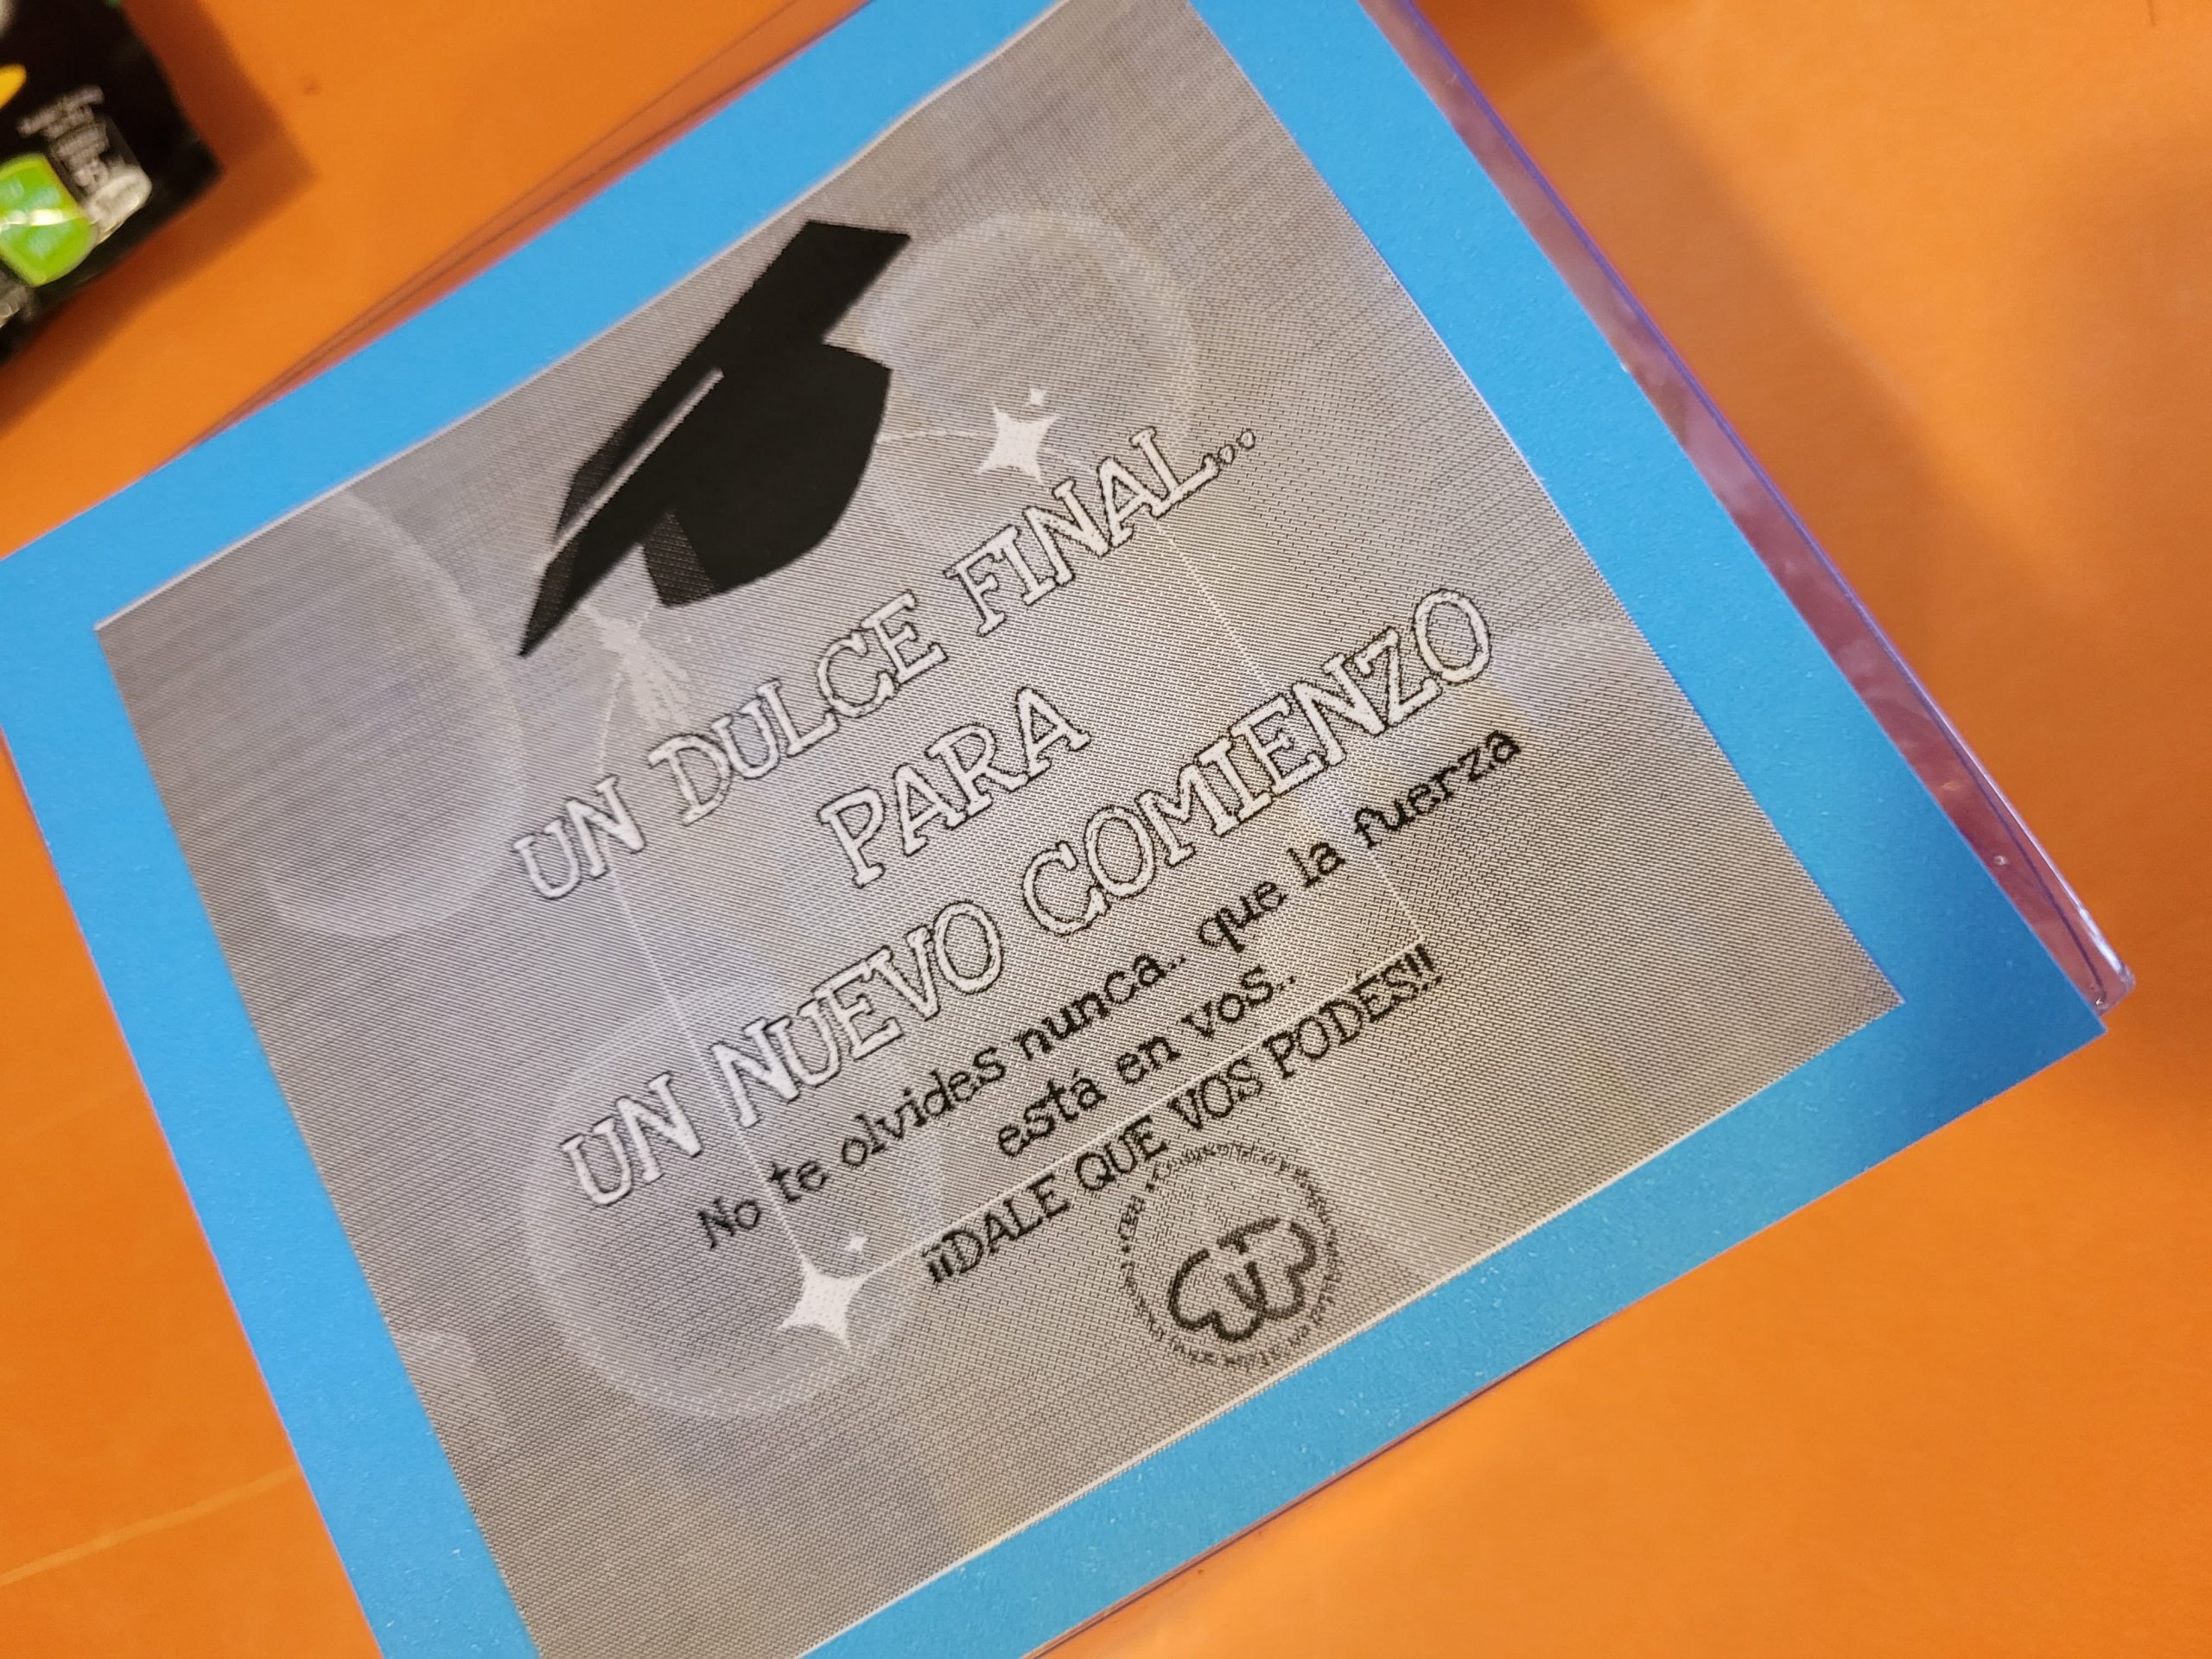 UN DULCE FINAL...
PARA
UN NUEVO COMIENZO
No te olvides nunca.. que la fuerza
está en vos..
¡¡DALE QUE VOS PODÉS!!